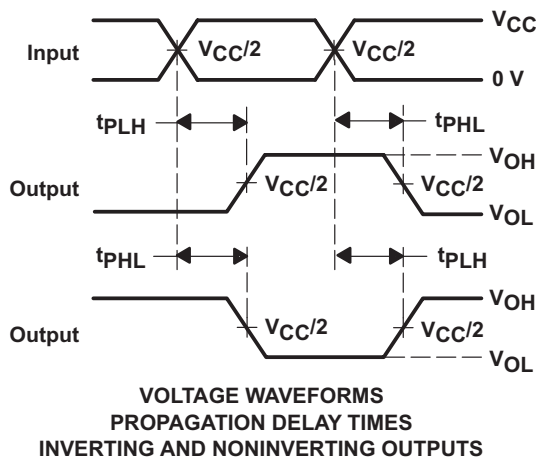 VCC
Input VCC/2 VCC/2
0 V
tPLH tPHL
VOH
Output VCC/2 VCC/2
VOL
tPHL tPLH
VOH
Output VCC/2 VCC/2
VOL
VOLTAGE WAVEFORMS
PROPAGATION DELAY TIMES
INVERTING AND NONINVERTING OUTPUTS